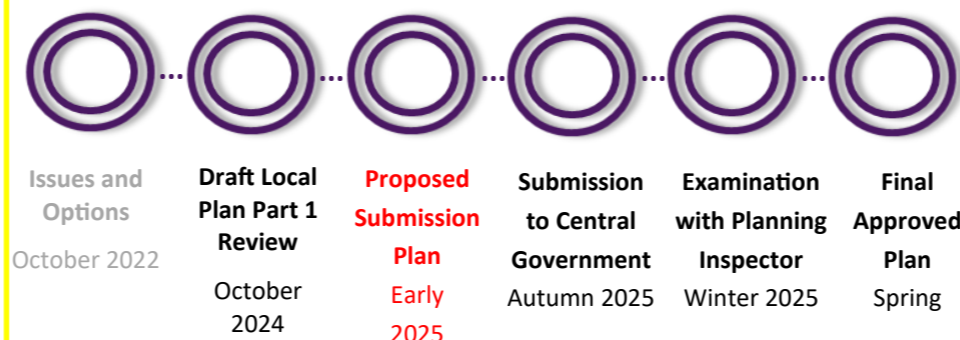 Issues and
Options
October 2022
Draft Local
Plan Part 1
Review
October
2024
Proposed
Submission
Plan
Early
2025
Submission
to Central
Government
Autumn 2025
Examination
with Planning
Inspector
Winter 2025
Final
Approved
Plan
Spring